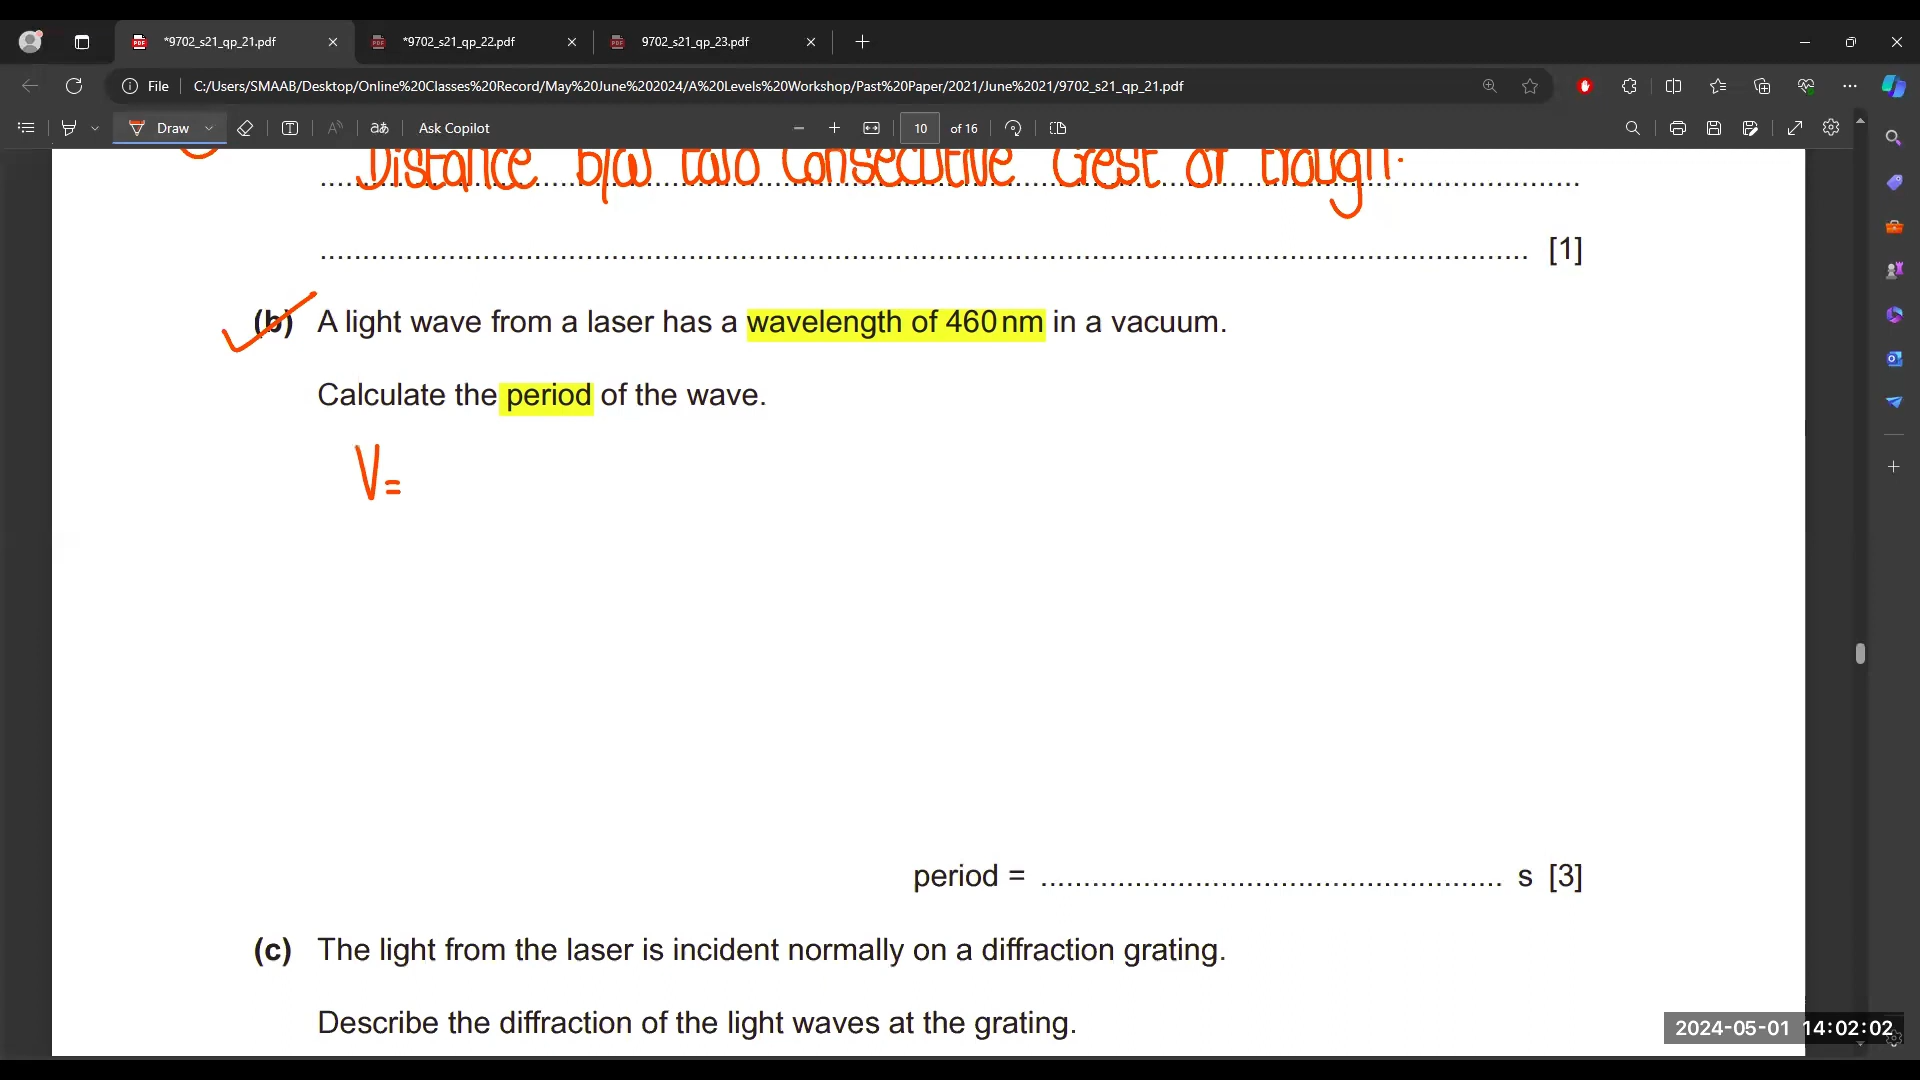 *9702_s21_qp_21.pdf
*9702_s21_qp_22.pdf
9702_s21_qp_23.pdf
File
C:/Users/SMAAB/Desktop/Online%20Classes%20Record/May%20June%202024/A%20Levels%20Workshop/Past%20Paper/2021/June%2021/9702_s21_qp_21.pdf
Draw
Ask Copilot
10 of 16
Distance b/w two Consecutive Crest or trough.
[1]
(b) A light wave from a laser has a wavelength of 460 nm in a vacuum.
Calculate the period of the wave.
V=
period = ...................................................... s [3]
(c) The light from the laser is incident normally on a diffraction grating.
Describe the diffraction of the light waves at the grating.
2024-05-01 14:02:02